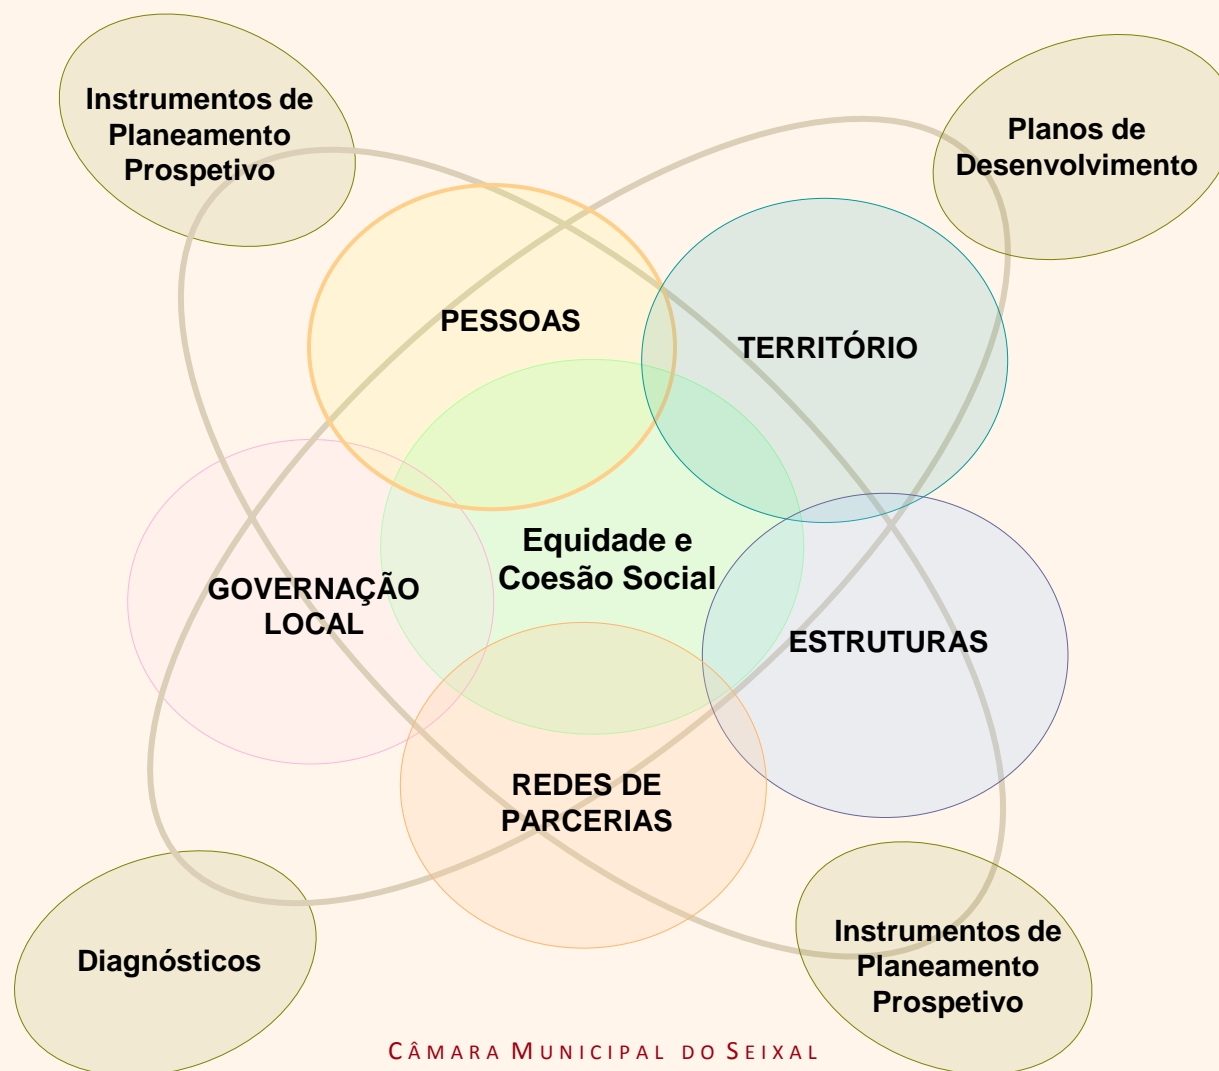 Instrumentos de
Planeamento
Prospetivo
Planos de
Desenvolvimento
PESSOAS
TERRITÓRIO
Equidade e
Coesão Social
GOVERNAÇÃO
LOCAL
ESTRUTURAS
REDES DE
PARCERIAS
Diagnósticos
Instrumentos de
Planeamento
Prospetivo
CÂMARA MUNICIPAL DO SEIXAL